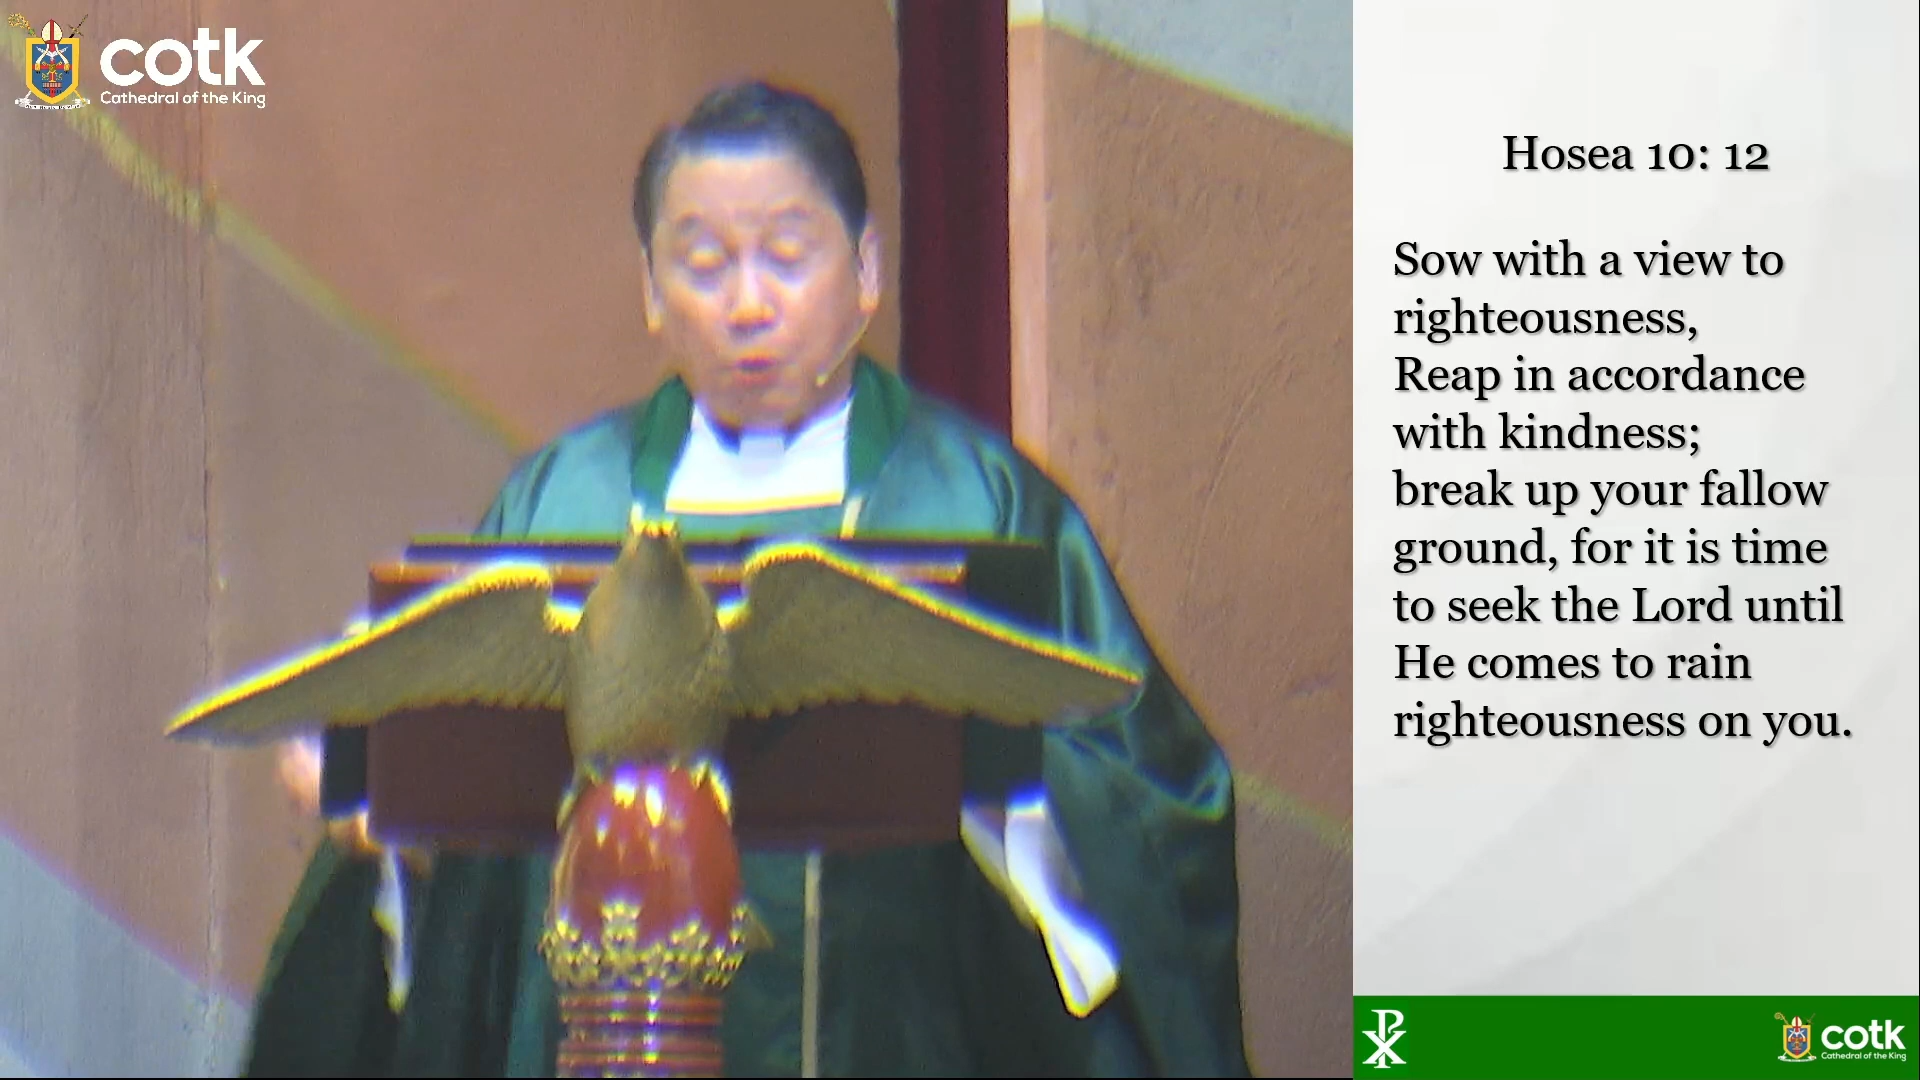 cotk
Cathedral of the King
Hosea 10: 12
Sow with a view to
righteousness,
Reap in accordance
with kindness;
break up your fallow
ground, for it is time
to seek the Lord until
He comes to rain
righteousness on you.
cotk
Cathedral of the King